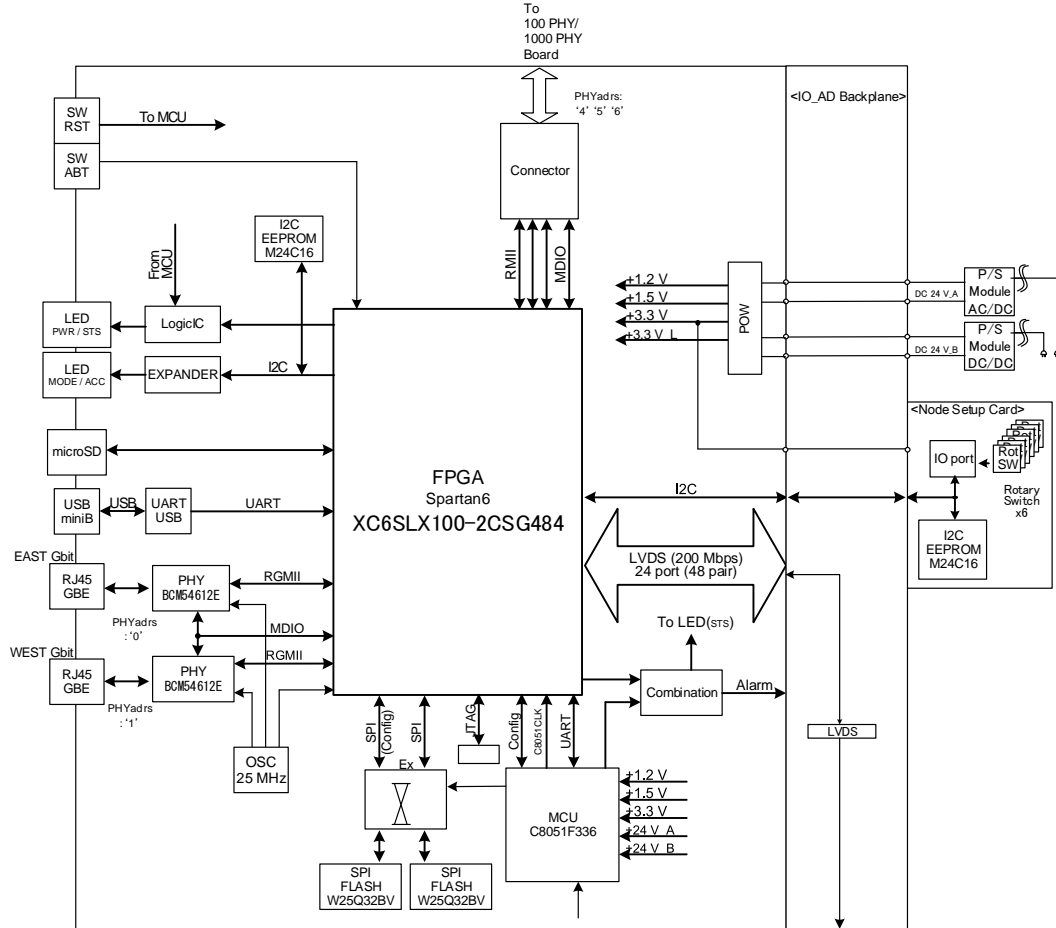 To
100 PHY/
1000 PHY
Board
PHYadrs:
'4' '5' '6'
<IO_AD Backplane>
SW
RST
To MCU
SW
ABT
Connector
I2C
EEPROM
M24C16
From
MCU
RMII
MDIO
+1.2 V
+1.5 V
+3.3 V
+3.3 V_L
POW
DC 24 V_A
P/S
Module
AC/DC
DC 24 V_B
P/S
Module
DC/DC
LED
PWR / STS
LogicIC
LED
MODE / ACC
EXPANDER
I2C
<Node Setup Card>
IO port
Rot
SW
Rotary
Switch
x6
I2C
EEPROM
M24C16
microSD
FPGA
Spartan6
XC6SLX100-2CSG484
I2C
USB
miniB
USB
UART
USB
UART
LVDS (200 Mbps)
24 port (48 pair)
EAST Gbit
RJ45
GBE
PHY
BCM54612E
RGMII
PHYadrs
: '0'
MDIO
WEST Gbit
RJ45
GBE
PHY
BCM54612E
RGMII
PHYadrs
: '1'
To LED(STS)
Combination
Alarm
LVDS
OSC
25 MHz
SPI
(Config)
SPI
JTAG
Config
C8051CLK
UART
Ex
MCU
C8051F336
+1.2 V
+1.5 V
+3.3 V
+24 V_A
+24 V_B
SPI
FLASH
W25Q32BV
SPI
FLASH
W25Q32BV